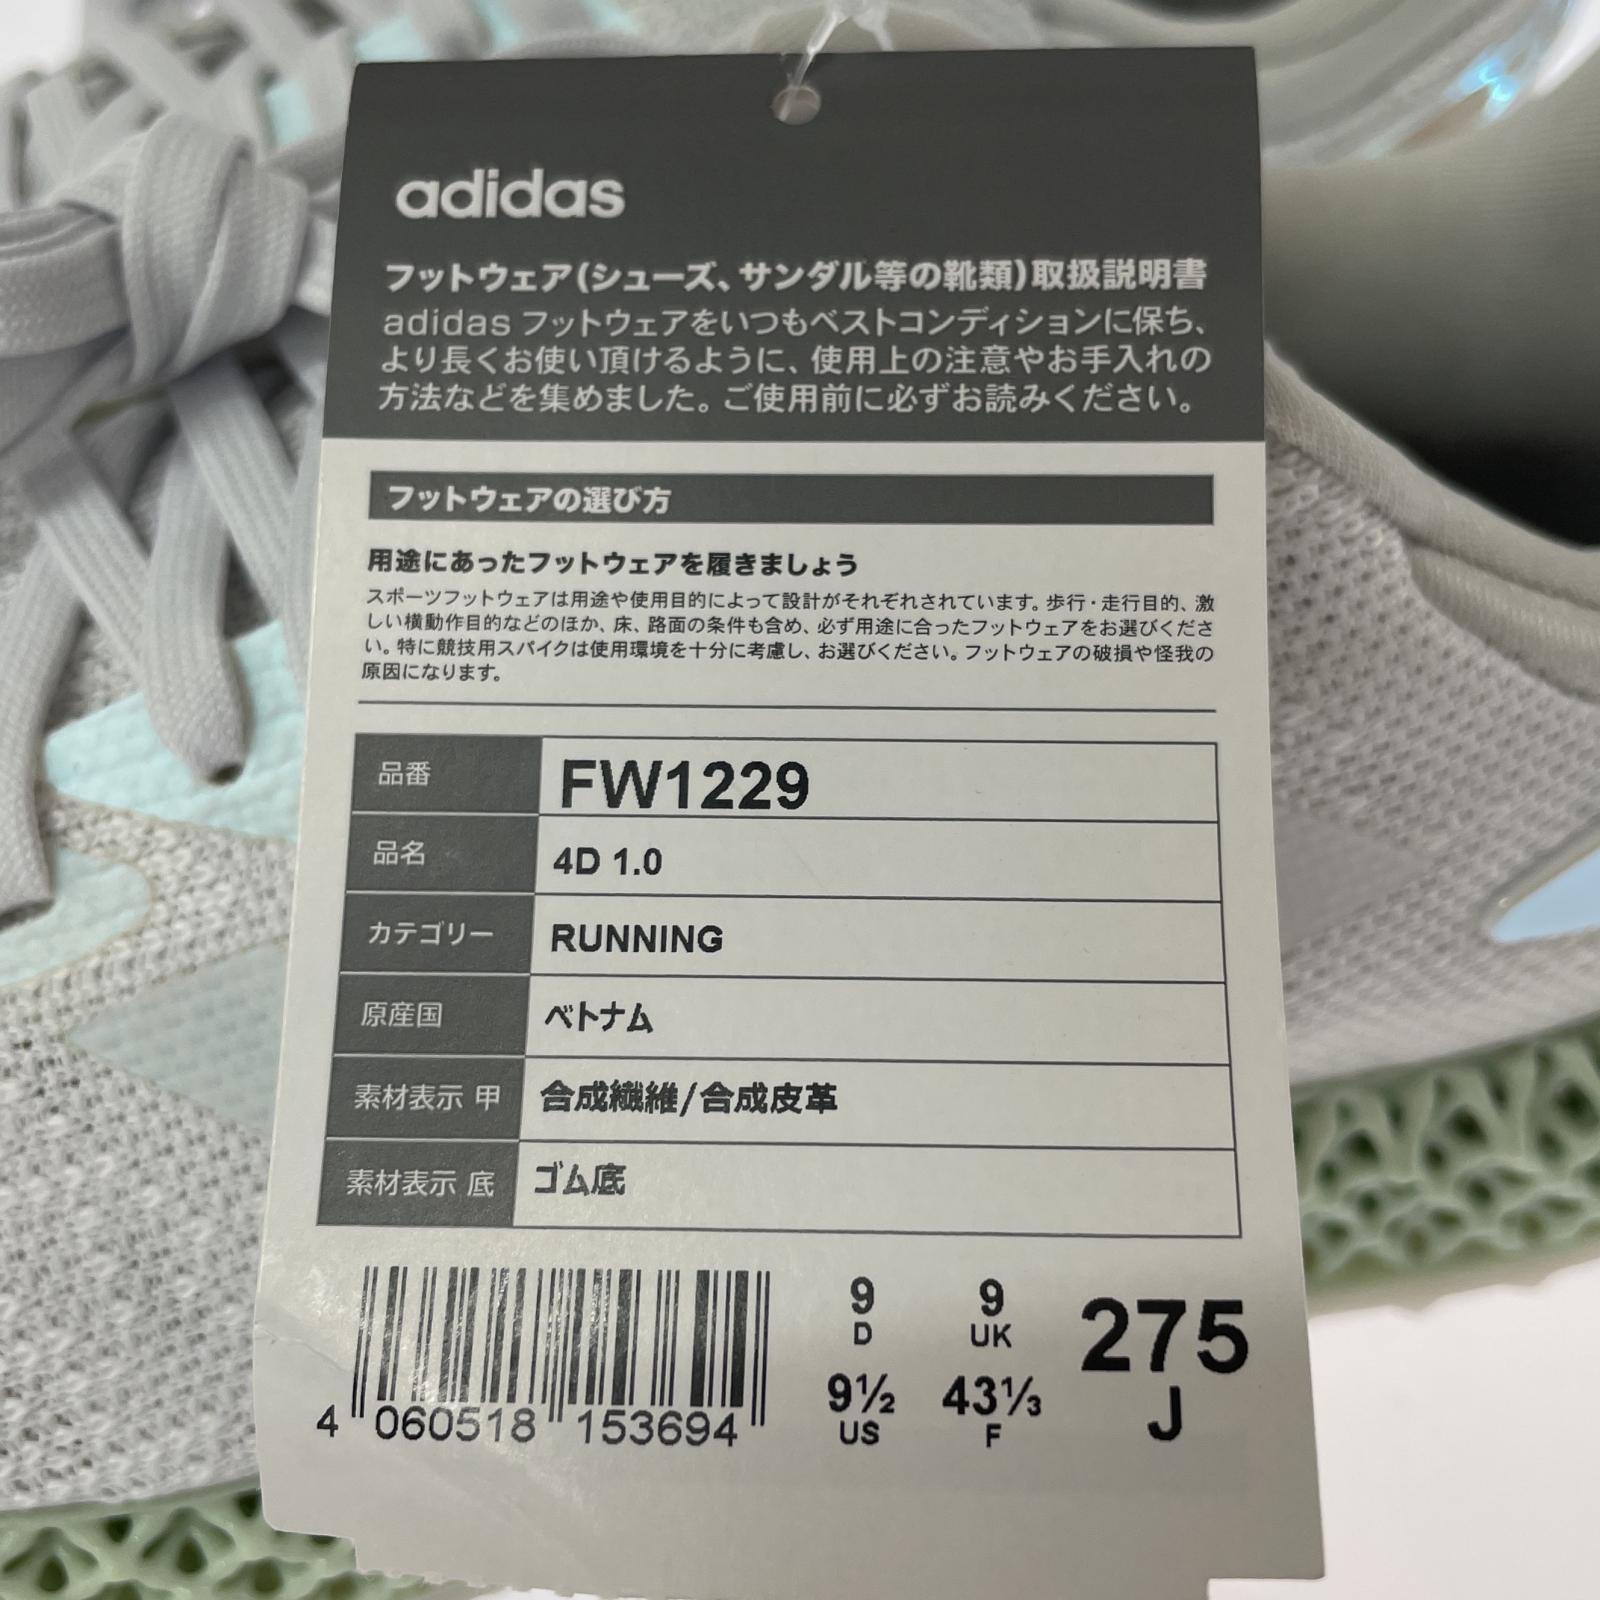 adidas
フットウェア(シューズ、サンダル等の靴類)取扱説明書
adidas フットウェアをいつもベストコンディションに保ち、
より長くお使い頂けるように、使用上の注意やお手入れの
方法などを集めました。ご使用前に必ずお読みください。
フットウェアの選び方
用途にあったフットウェアを履きましょう
スポーツフットウェアは用途や使用目的によって設計がそれぞれされています。歩行・走行目的、激
しい横動作目的などのほか、床、路面の条件も含め、必ず用途に合ったフットウェアをお選びくださ
い。特に競技用スパイクは使用環境を十分に考慮し、お選びください。フットウェアの破損や怪我の
原因になります。
品番 FW1229
品名 4D 1.0
カテゴリー RUNNING
原産国 ベトナム
素材表示 甲 合成繊維/合成皮革
素材表示 底 ゴム底
9 9 275
D UK
9½ 43⅓ J
US F
4 060518 153694